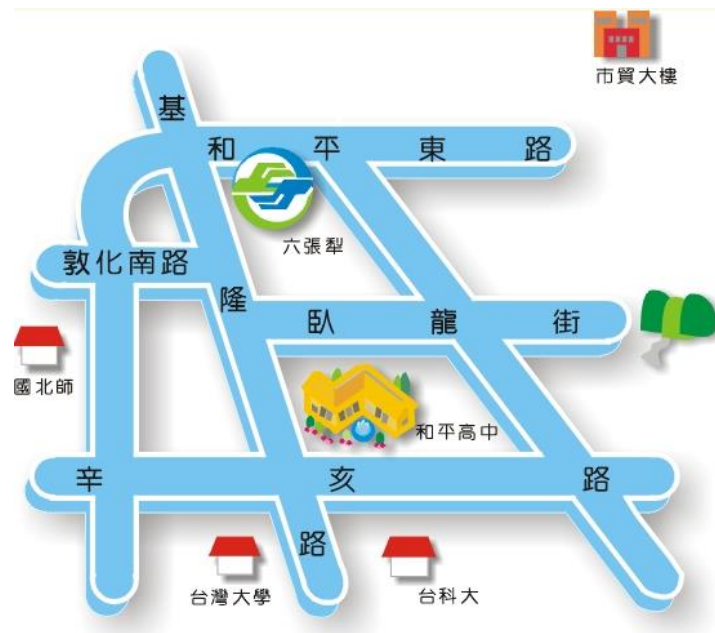 市貿大樓
基隆路
和平東路
六張犁
敦化南路
臥龍街
國北師
和平高中
辛亥路
台灣大學
台科大